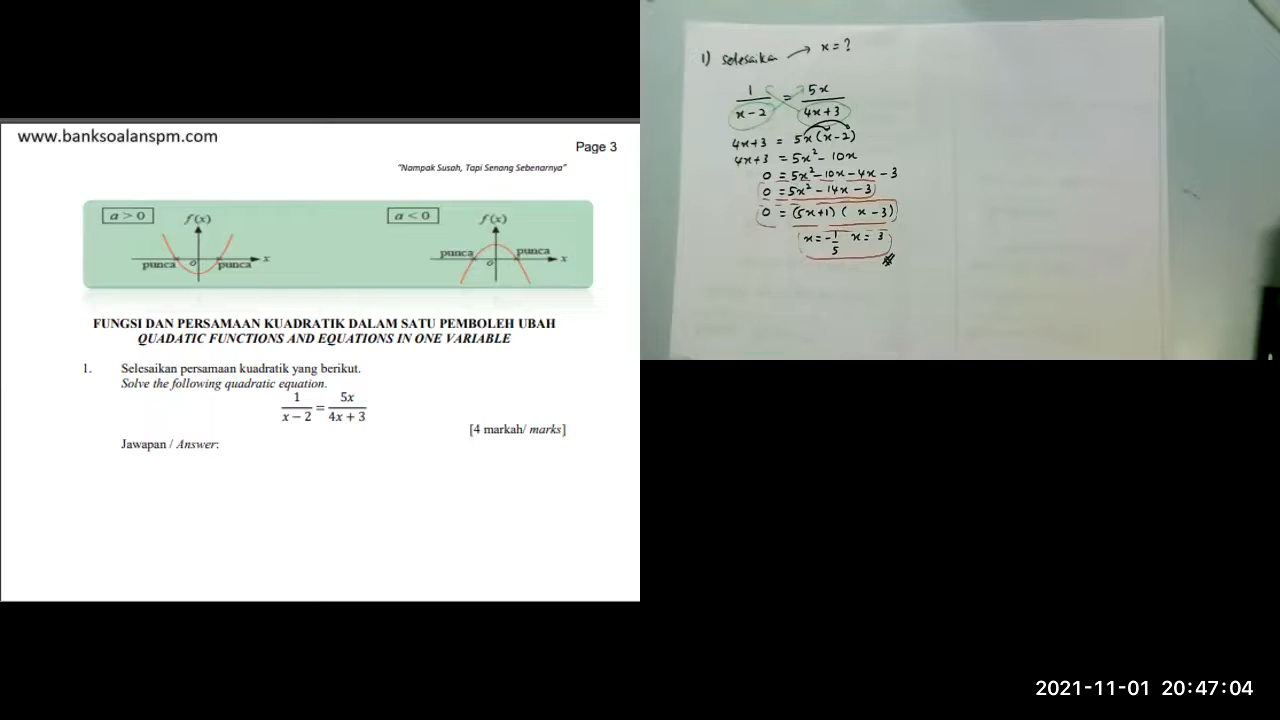 www.banksoalanspm.com
Page 3
"Nampak Susah, Tapi Senang Sebenarnya"
a > 0
f(x)
x
o
punca
punca
a < 0
f(x)
punca
punca
x
o
FUNGSI DAN PERSAMAAN KUADRATIK DALAM SATU PEMBOLEH UBAH
QUADATIC FUNCTIONS AND EQUATIONS IN ONE VARIABLE
1. Selesaikan persamaan kuadratik yang berikut.
Solve the following quadratic equation.
1/(x − 2) = 5x/(4x + 3)
[4 markah/ marks]
Jawapan / Answer:
1) selesaikan → x = ?
1/(x − 2) = 5x/(4x + 3)
4x+3 = 5x(x − 2)
4x+3 = 5x² − 10x
0 = 5x² − 10x − 4x − 3
0 = 5x² − 14x − 3
0 = (5x+1)( x − 3)
x = −1/5 x = 3
2021-11-01 20:47:04